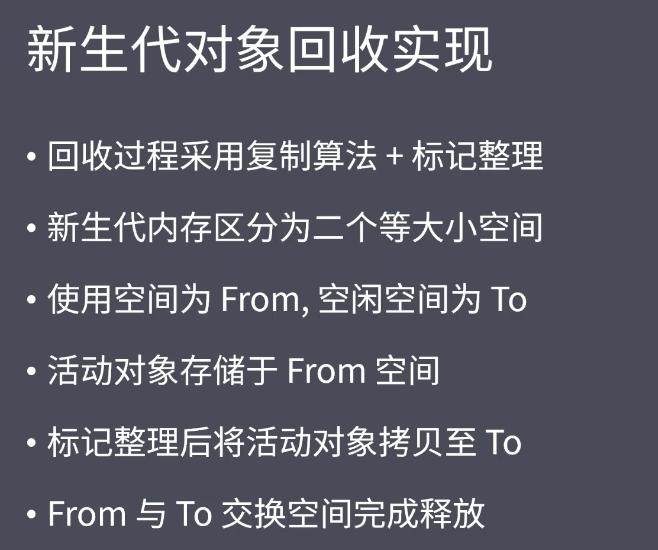 新生代对象回收实现
• 回收过程采用复制算法 + 标记整理
• 新生代内存区分为二个等大小空间
• 使用空间为 From, 空闲空间为 To
• 活动对象存储于 From 空间
• 标记整理后将活动对象拷贝至 To
• From 与 To 交换空间完成释放